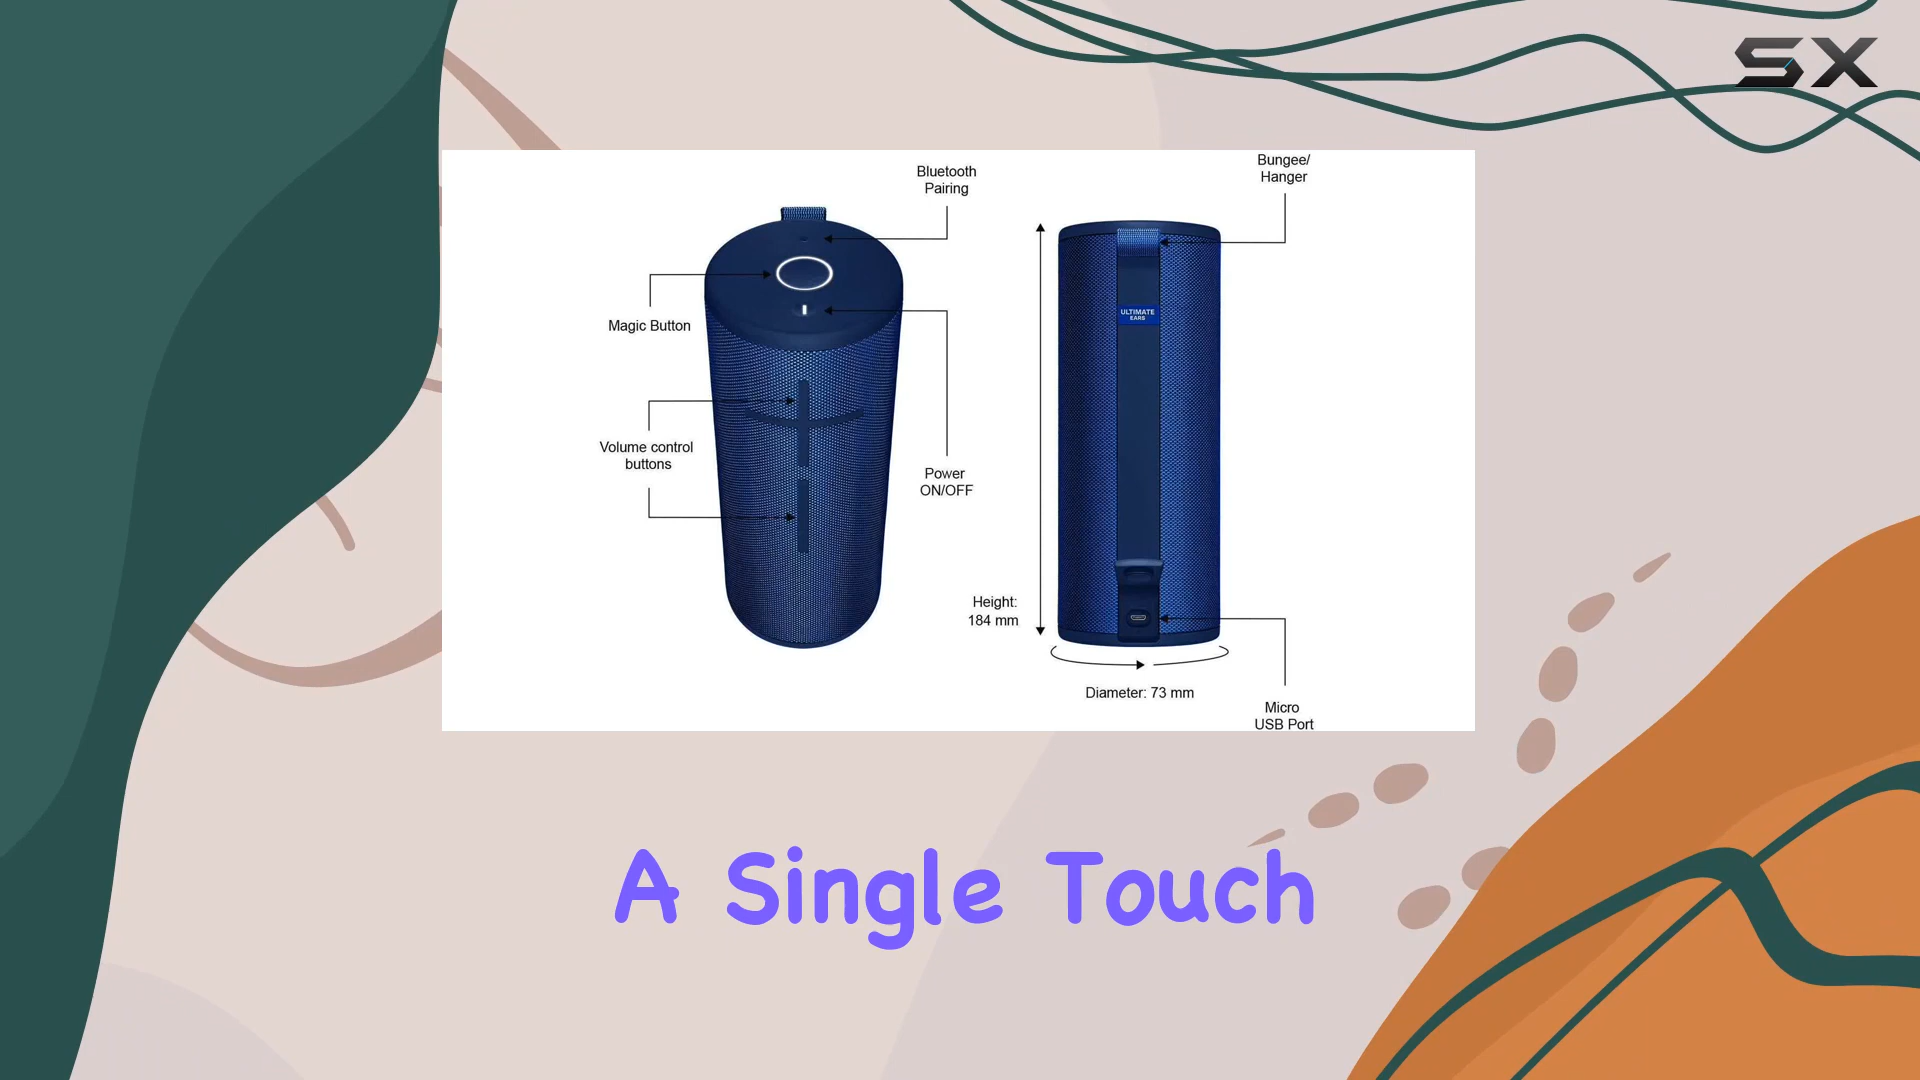 SX
Bluetooth
Pairing
Bungee/
Hanger
Magic Button
ULTIMATE
EARS
Volume control
buttons
Power
ON/OFF
Height:
184 mm
Diameter: 73 mm
Micro
USB Port
A Single Touch